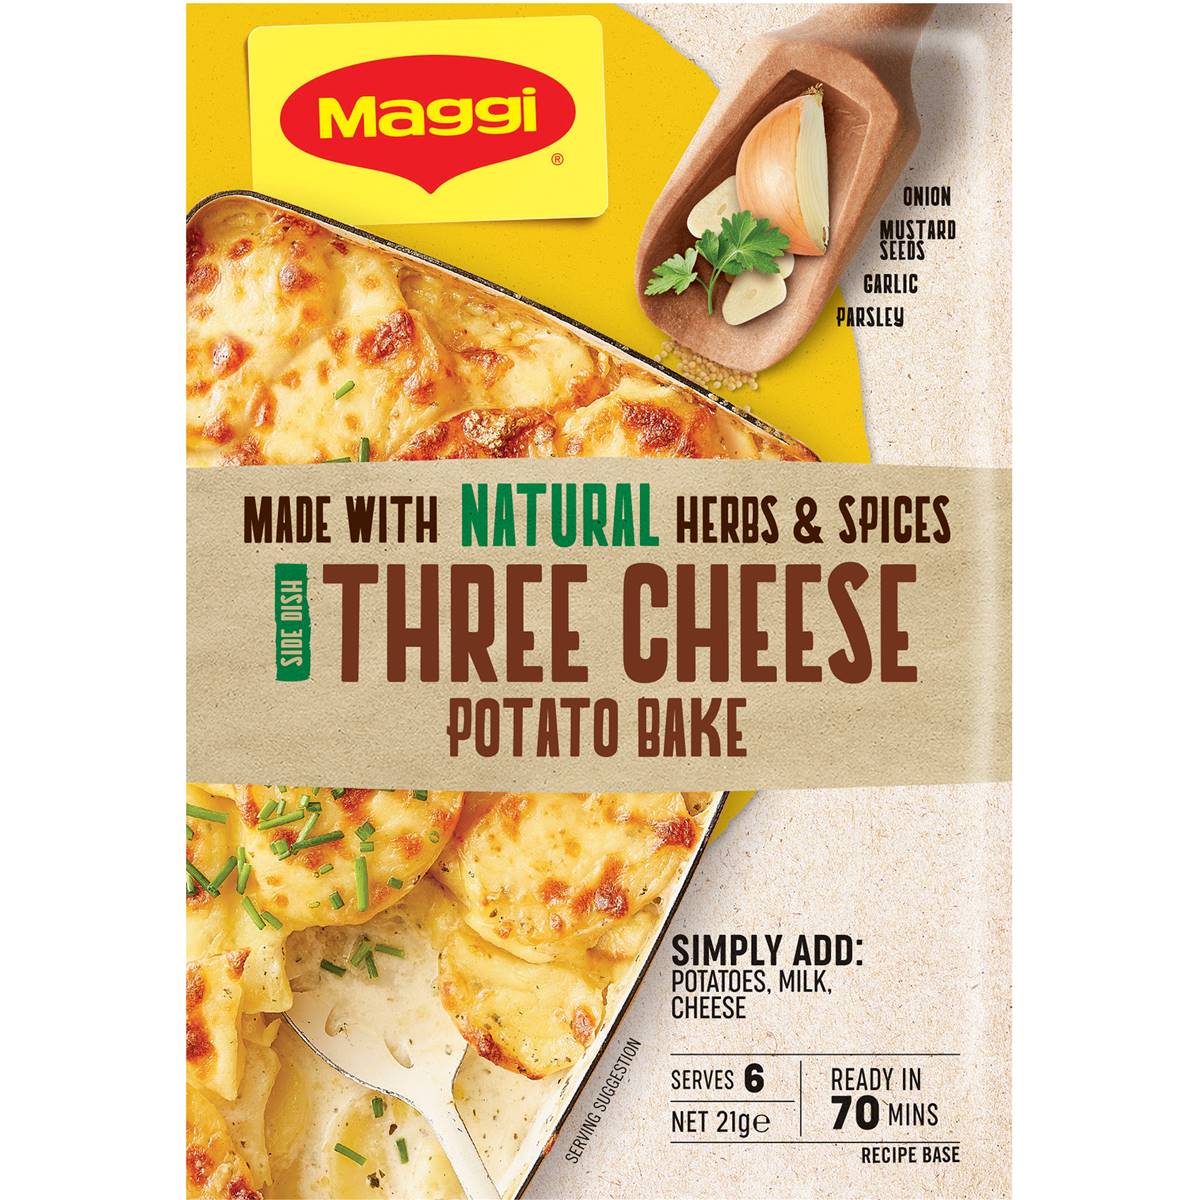 Maggi
®
ONION
MUSTARD
SEEDS
GARLIC
PARSLEY
MADE WITH NATURAL HERBS & SPICES
SIDE DISH
THREE CHEESE
POTATO BAKE
SIMPLY ADD:
POTATOES, MILK,
CHEESE
SERVES 6
NET 21g℮
READY IN
70 MINS
RECIPE BASE
SERVING SUGGESTION